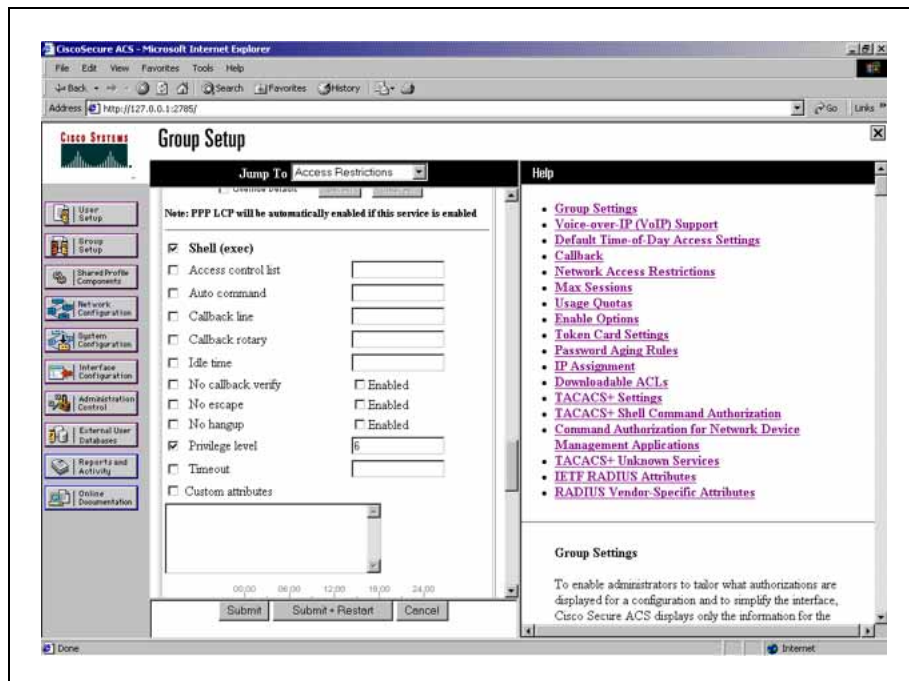 CiscoSecure ACS - Microsoft Internet Explorer
File Edit View Favorites Tools Help
Back Search Favorites History
Address http://127.0.0.1:2785/ Go Links »
CISCO SYSTEMS
Group Setup
Jump To Access Restrictions
Help
User Setup
Group Setup
Shared Profile Components
Network Configuration
System Configuration
Interface Configuration
Administration Control
External User Databases
Reports and Activity
Online Documentation
Note: PPP LCP will be automatically enabled if this service is enabled
Shell (exec)
Access control list
Auto command
Callback line
Callback rotary
Idle time
No callback verify Enabled
No escape Enabled
No hangup Enabled
Privilege level 6
Timeout
Custom attributes
00:00 06:00 12:00 18:00 24:00
Submit Submit + Restart Cancel
Group Settings
Voice-over-IP (VoIP) Support
Default Time-of-Day Access Settings
Callback
Network Access Restrictions
Max Sessions
Usage Quotas
Enable Options
Token Card Settings
Password Aging Rules
IP Assignment
Downloadable ACLs
TACACS+ Settings
TACACS+ Shell Command Authorization
Command Authorization for Network Device
Management Applications
TACACS+ Unknown Services
IETF RADIUS Attributes
RADIUS Vendor-Specific Attributes
Group Settings
To enable administrators to tailor what authorizations are
displayed for a configuration and to simplify the interface,
Cisco Secure ACS displays only the information for the
Done Internet